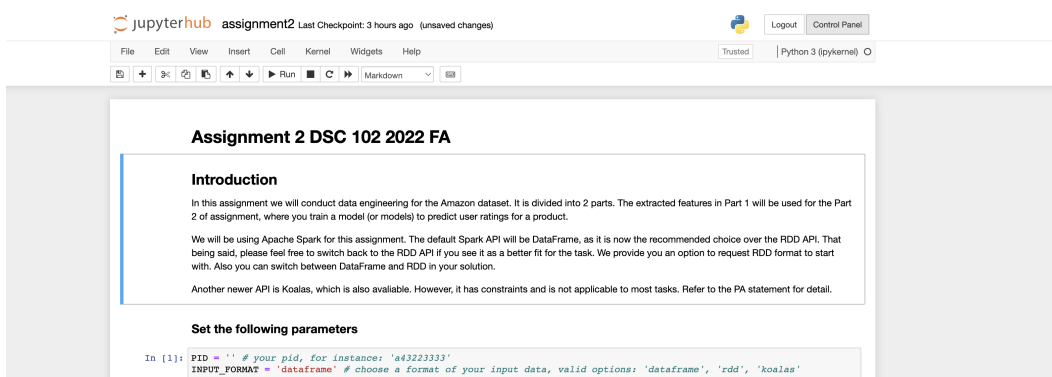 jupyterhub assignment2 Last Checkpoint: 3 hours ago (unsaved changes) Logout Control Panel
File Edit View Insert Cell Kernel Widgets Help Trusted Python 3 (ipykernel)
Run Markdown
Assignment 2 DSC 102 2022 FA
Introduction
In this assignment we will conduct data engineering for the Amazon dataset. It is divided into 2 parts. The extracted features in Part 1 will be used for the Part
2 of assignment, where you train a model (or models) to predict user ratings for a product.
We will be using Apache Spark for this assignment. The default Spark API will be DataFrame, as it is now the recommended choice over the RDD API. That
being said, please feel free to switch back to the RDD API if you see it as a better fit for the task. We provide you an option to request RDD format to start
with. Also you can switch between DataFrame and RDD in your solution.
Another newer API is Koalas, which is also avaliable. However, it has constraints and is not applicable to most tasks. Refer to the PA statement for detail.
Set the following parameters
In [1]: PID = '' # your pid, for instance: 'a43223333'
INPUT_FORMAT = 'dataframe' # choose a format of your input data, valid options: 'dataframe', 'rdd', 'koalas'